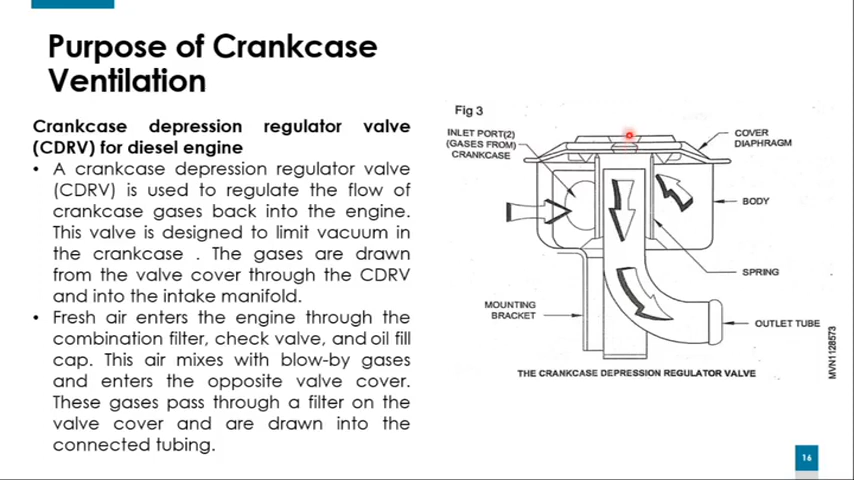 Purpose of Crankcase
Ventilation
Crankcase depression regulator valve
(CDRV) for diesel engine
• A crankcase depression regulator valve
(CDRV) is used to regulate the flow of
crankcase gases back into the engine.
This valve is designed to limit vacuum in
the crankcase . The gases are drawn
from the valve cover through the CDRV
and into the intake manifold.
• Fresh air enters the engine through the
combination filter, check valve, and oil fill
cap. This air mixes with blow-by gases
and enters the opposite valve cover.
These gases pass through a filter on the
valve cover and are drawn into the
connected tubing.
Fig 3
INLET PORT(2)
(GASES FROM)
CRANKCASE
COVER
DIAPHRAGM
BODY
SPRING
MOUNTING
BRACKET
OUTLET TUBE
THE CRANKCASE DEPRESSION REGULATOR VALVE
MVN1128573
16